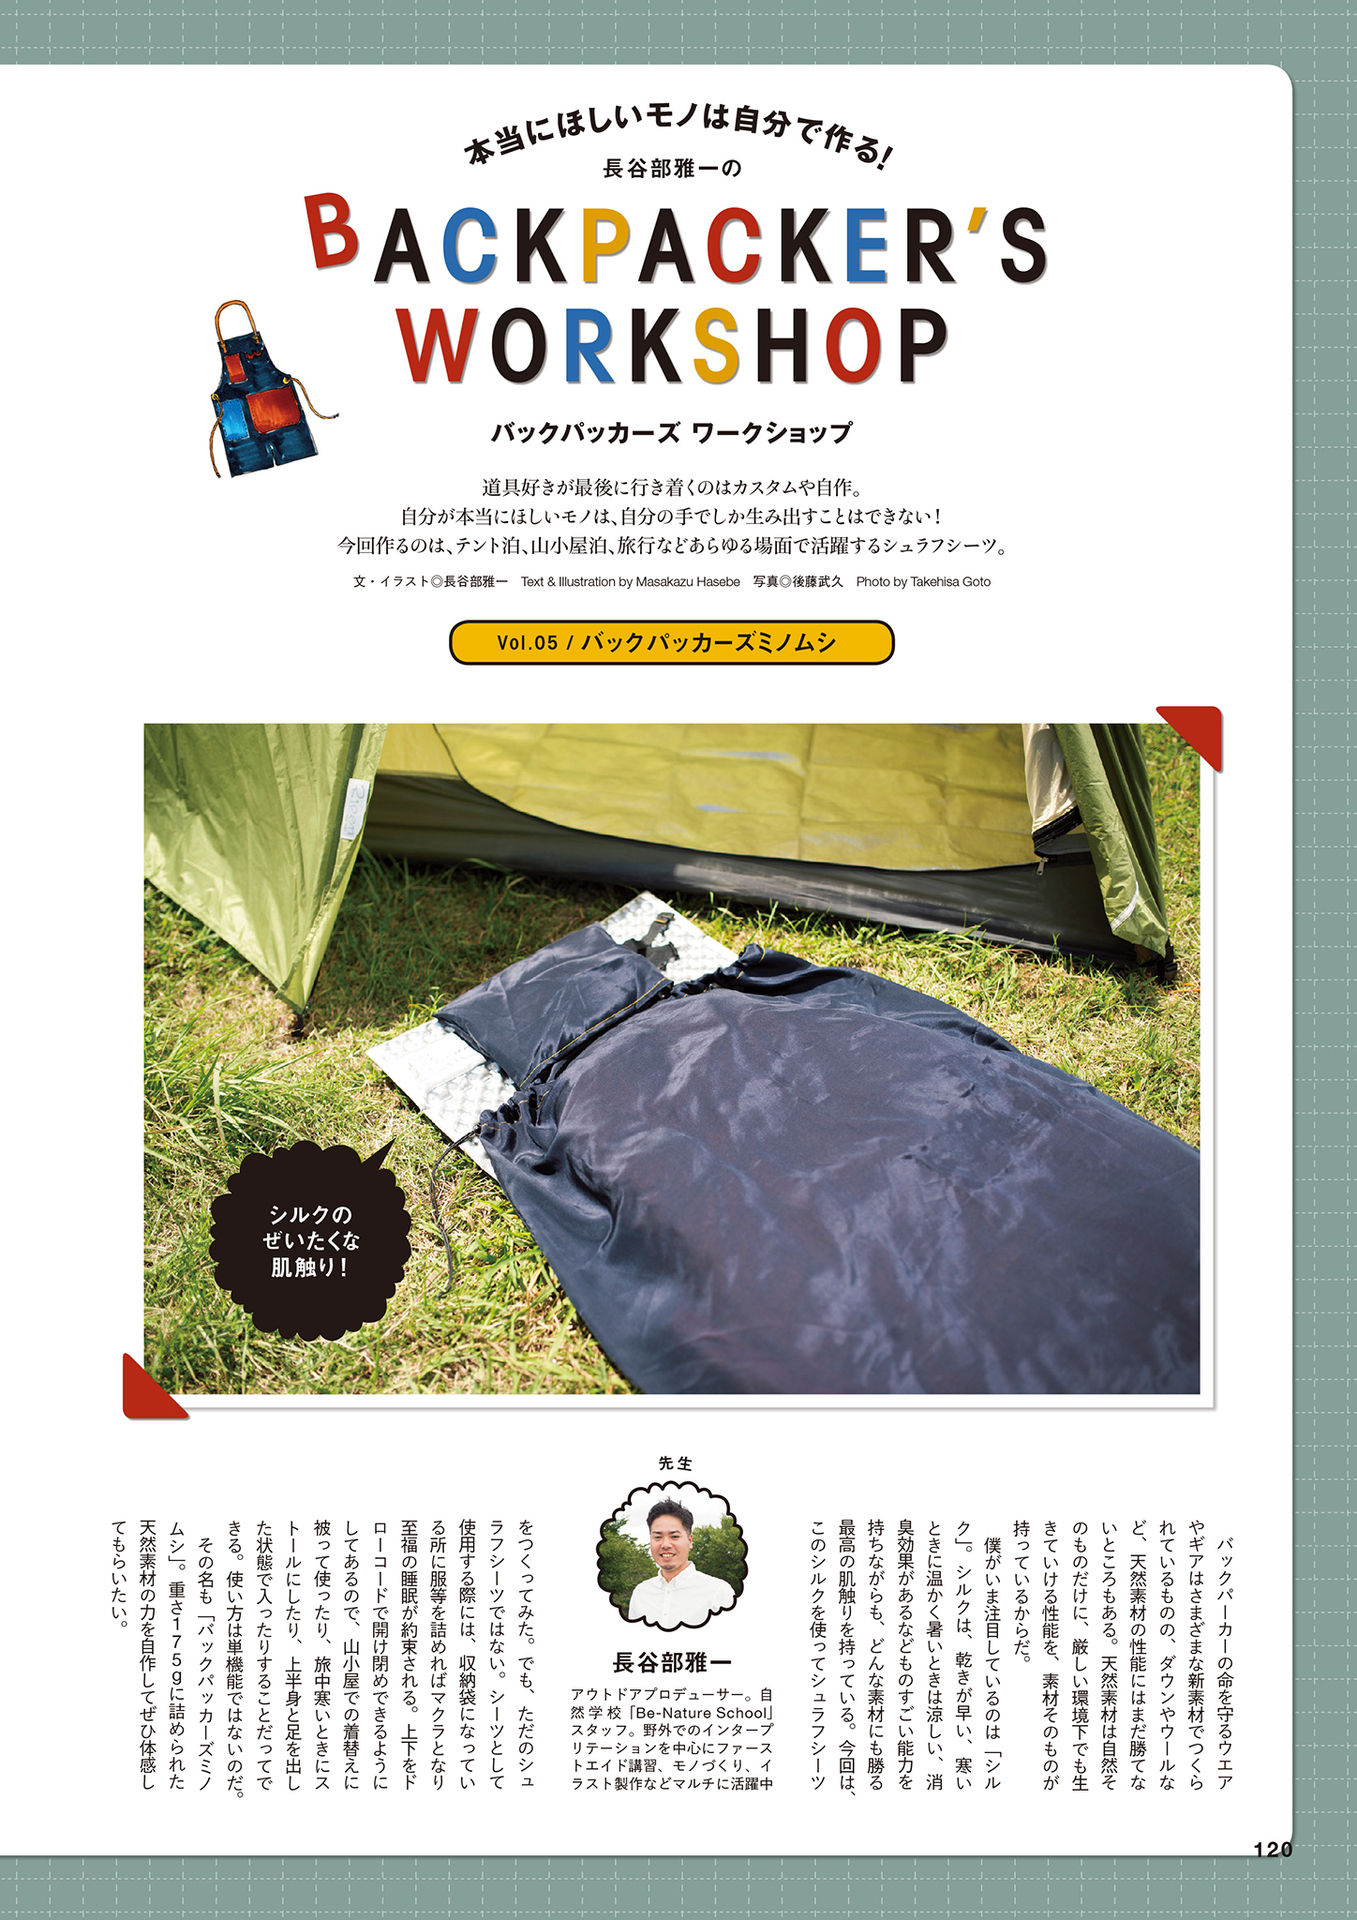 本当にほしいモノは自分で作る!
長谷部雅一の
BACKPACKER'S
WORKSHOP
バックパッカーズ ワークショップ
道具好きが最後に行き着くのはカスタムや自作。
自分が本当にほしいモノは、自分の手でしか生み出すことはできない!
今回作るのは、テント泊、山小屋泊、旅行などあらゆる場面で活躍するシュラフシーツ。
文・イラスト◎長谷部雅一 Text & Illustration by Masakazu Hasebe 写真◎後藤武久 Photo by Takehisa Goto
Vol.05 / バックパッカーズミノムシ
シルクの
ぜいたくな
肌触り!
バックパーカーの命を守るウエア
やギアはさまざまな新素材でつくら
れているものの、ダウンやウールな
ど、天然素材の性能にはまだ勝てな
いところもある。天然素材は自然そ
のものだけに、厳しい環境下でも生
きていける性能を、素材そのものが
持っているからだ。
僕がいま注目しているのは「シル
ク」。シルクは、乾きが早い、寒い
ときに温かく暑いときは涼しい、消
臭効果があるなどものすごい能力を
持ちながらも、どんな素材にも勝る
最高の肌触りを持っている。今回は、
このシルクを使ってシュラフシーツ
先生
長谷部雅一
アウトドアプロデューサー。自
然学校「Be-Nature School」
スタッフ。野外でのインタープ
リテーションを中心にファース
トエイド講習、モノづくり、イ
ラスト製作などマルチに活躍中
をつくってみた。でも、ただのシュ
ラフシーツではない。シーツとして
使用する際には、収納袋になってい
る所に服等を詰めればマクラとなり
至福の睡眠が約束される。上下をド
ローコードで開け閉めできるように
してあるので、山小屋での着替えに
被って使ったり、旅中寒いときにス
トールにしたり、上半身と足を出し
た状態で入ったりすることだってで
きる。使い方は単機能ではないのだ。
その名も「バックパッカーズミノ
ムシ」。重さ175gに詰められた
天然素材の力を自作してぜひ体感し
てもらいたい。
120